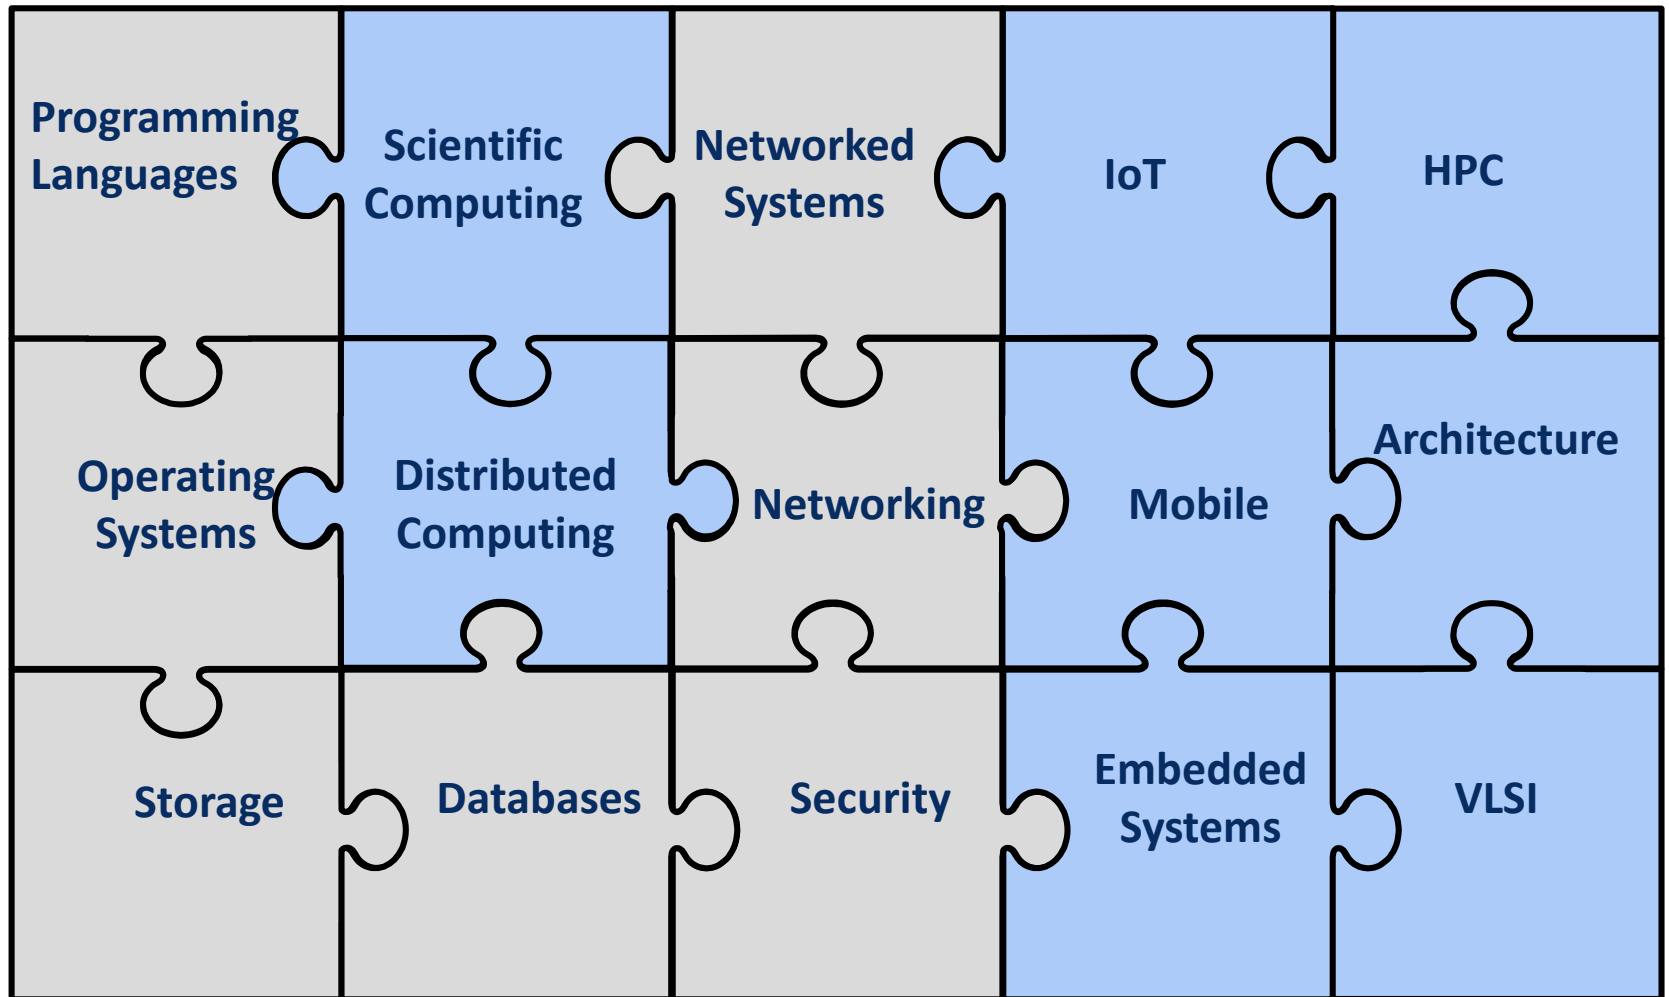 Programming
Languages
Scientific
Computing
Networked
Systems
IoT
HPC
Operating
Systems
Distributed
Computing
Networking
Mobile
Architecture
Storage
Databases
Security
Embedded
Systems
VLSI